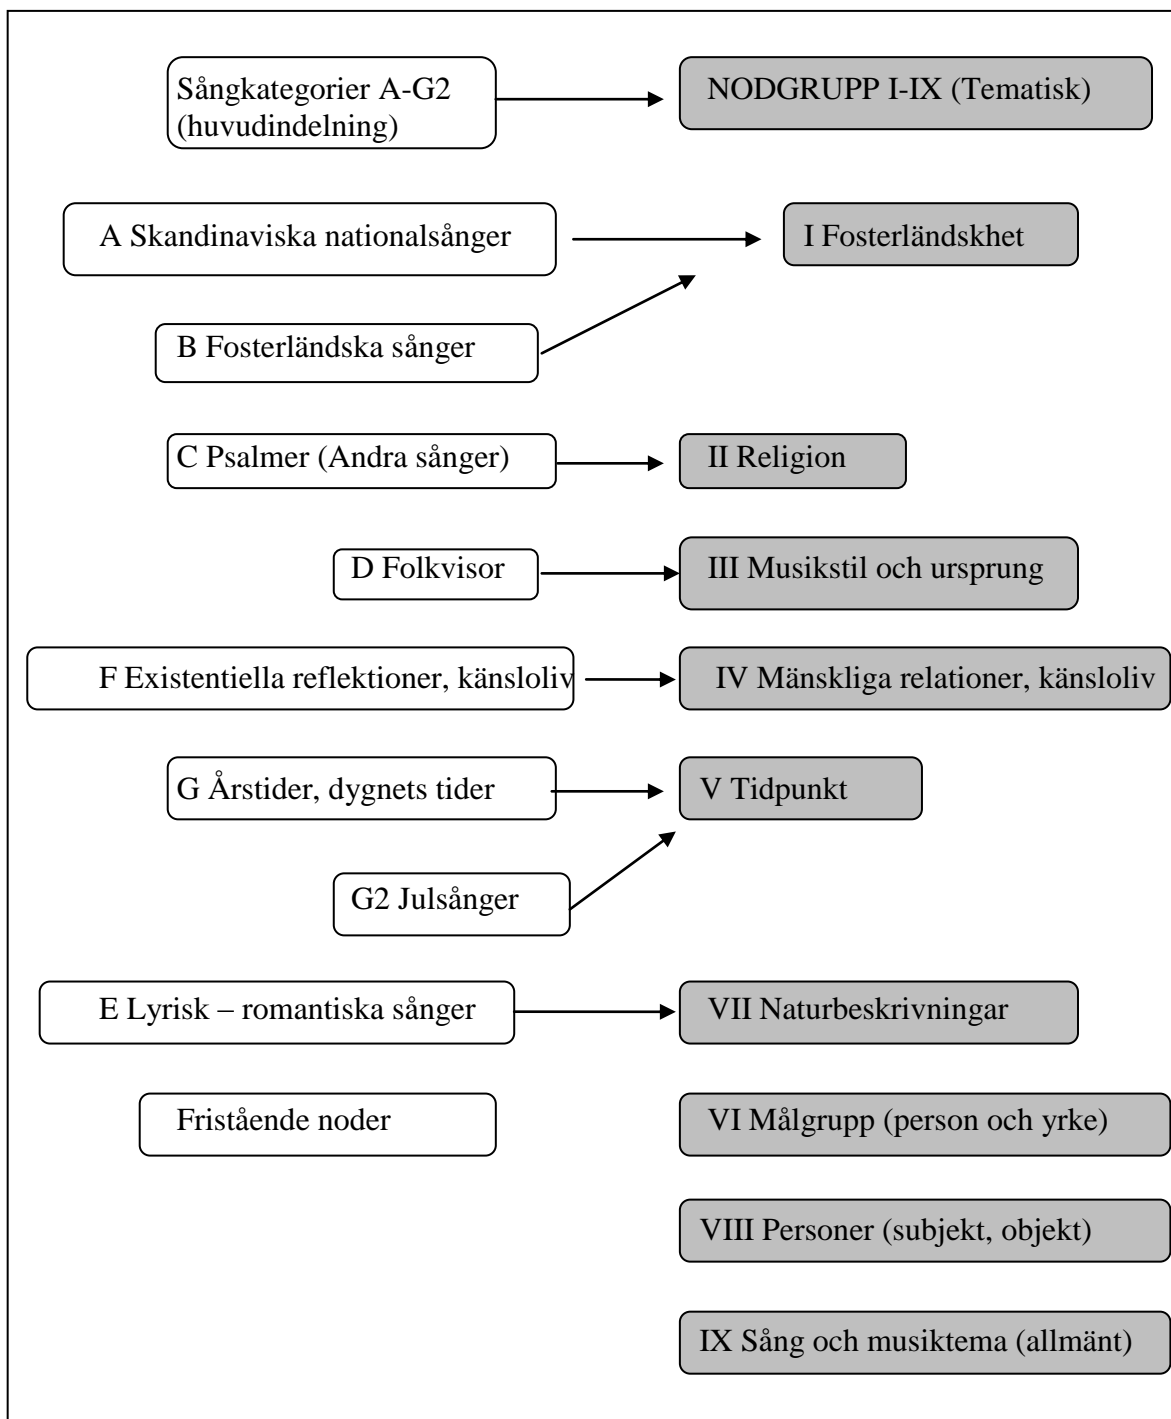 Sångkategorier A-G2
(huvudindelning)
NODGRUPP I-IX (Tematisk)
A Skandinaviska nationalsånger
I Fosterländskhet
B Fosterländska sånger
C Psalmer (Andra sånger)
II Religion
D Folkvisor
III Musikstil och ursprung
F Existentiella reflektioner, känsloliv
IV Mänskliga relationer, känsloliv
G Årstider, dygnets tider
V Tidpunkt
G2 Julsånger
E Lyrisk – romantiska sånger
VII Naturbeskrivningar
Fristående noder
VI Målgrupp (person och yrke)
VIII Personer (subjekt, objekt)
IX Sång och musiktema (allmänt)